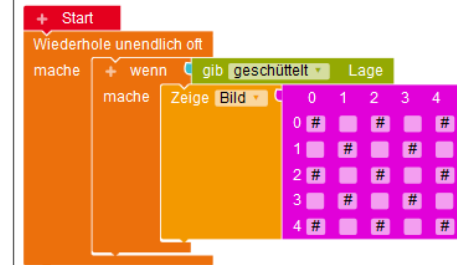 + Start
Wiederhole unendlich oft
mache + wenn gib geschüttelt Lage
mache Zeige Bild 0 1 2 3 4
0 # # #
1 # #
2 # # #
3 # #
4 # # #